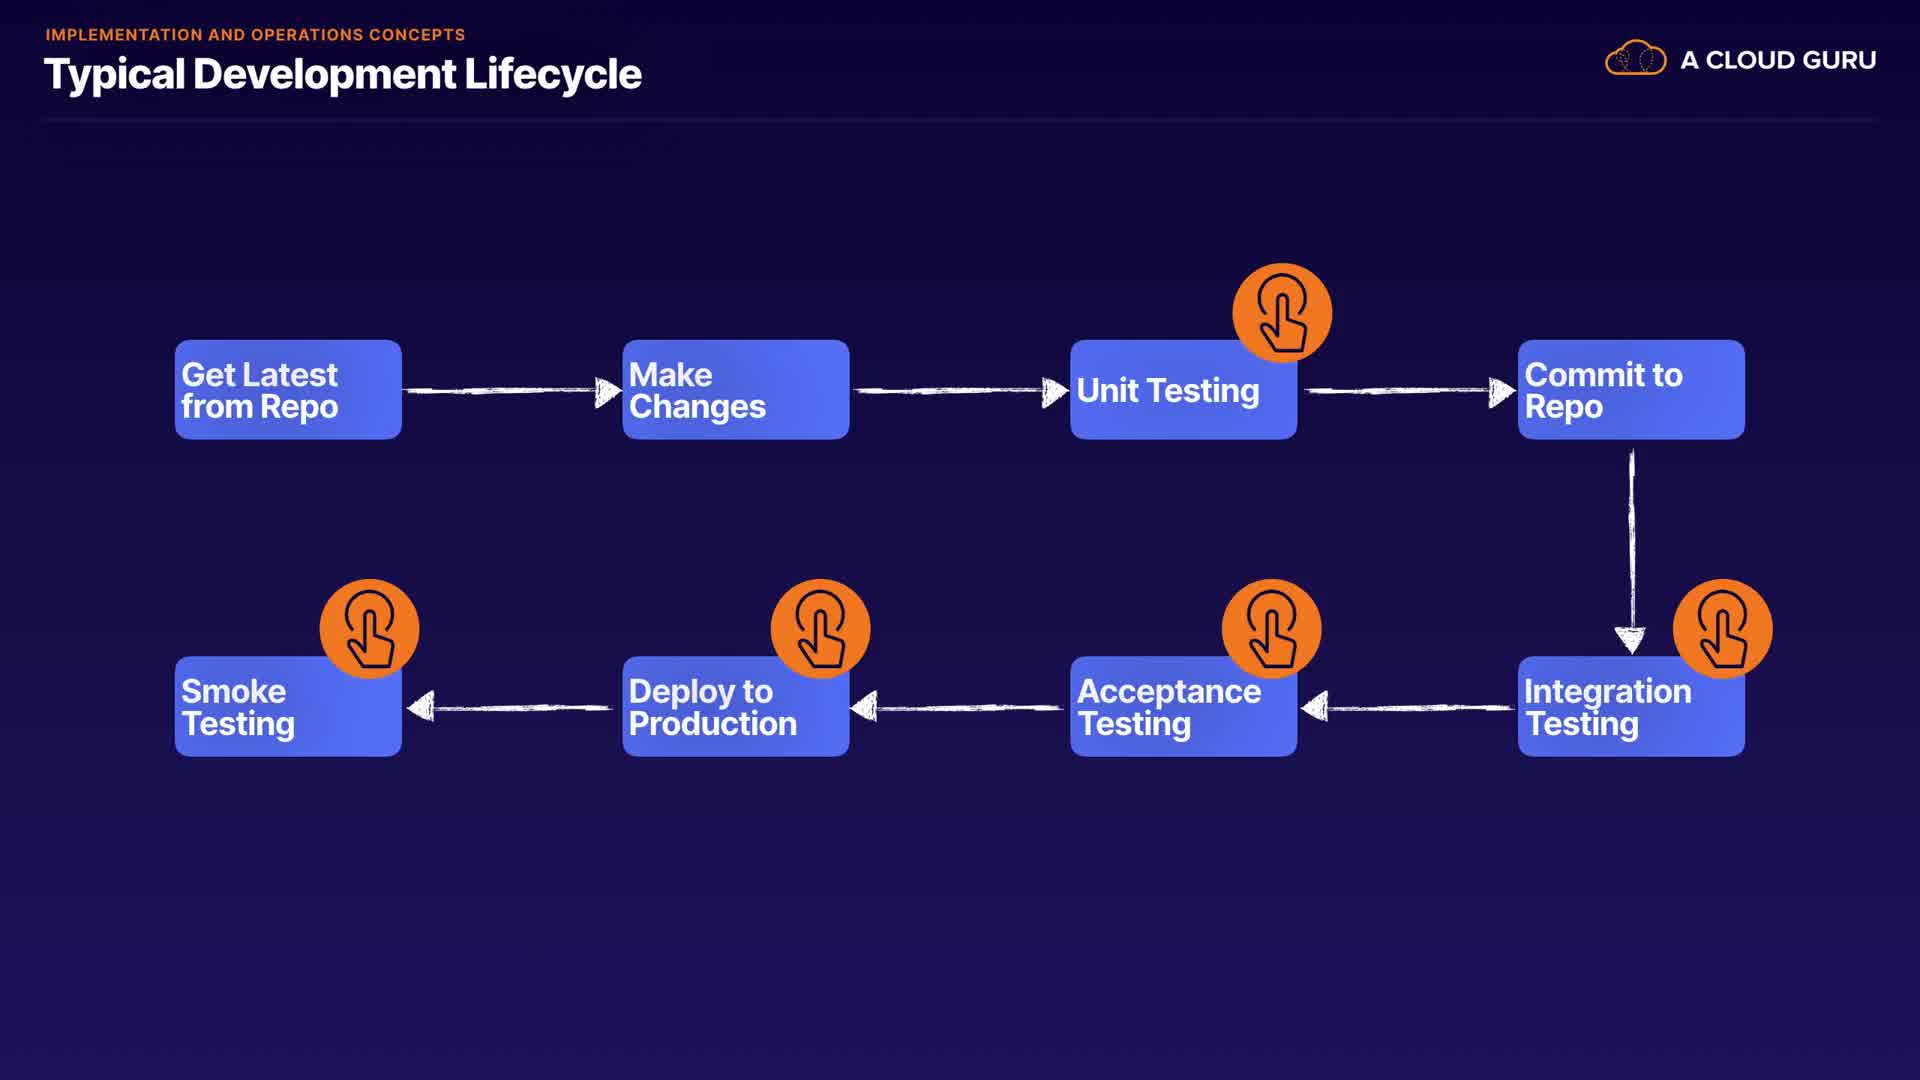 IMPLEMENTATION AND OPERATIONS CONCEPTS
Typical Development Lifecycle
A CLOUD GURU
Get Latest
from Repo
Make
Changes
Unit Testing
Commit to
Repo
Smoke
Testing
Deploy to
Production
Acceptance
Testing
Integration
Testing